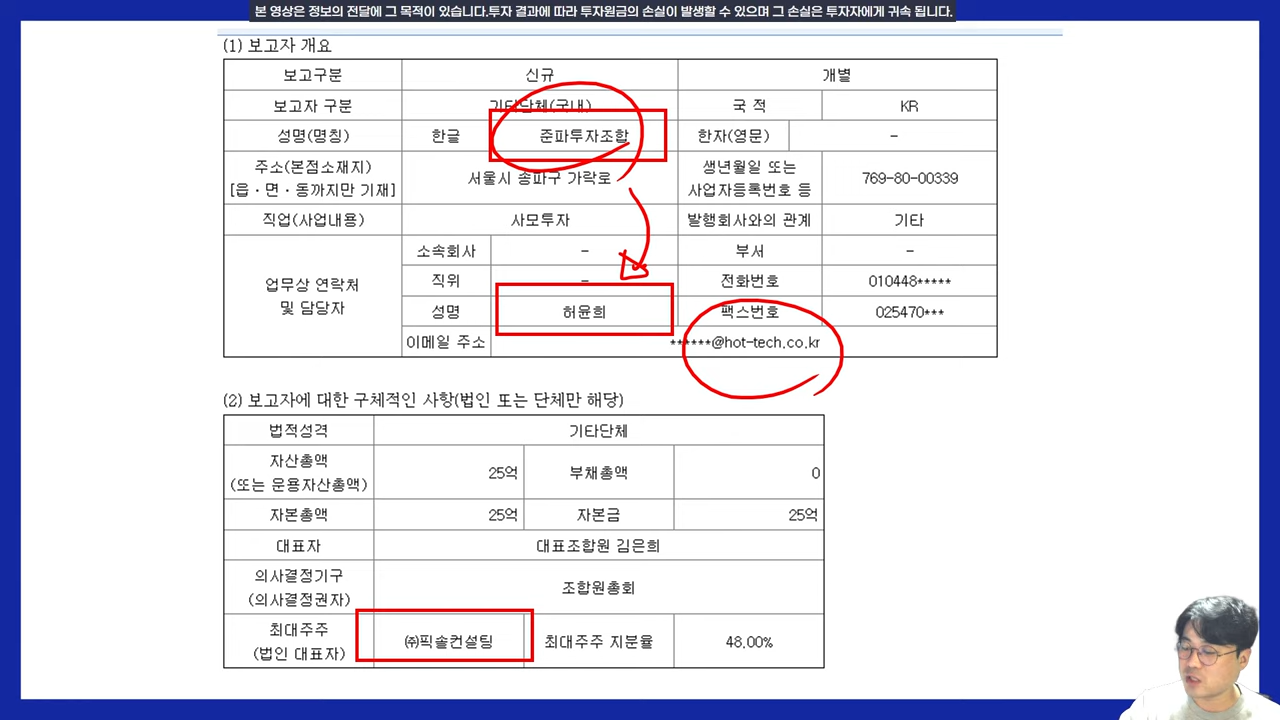 본 영상은 정보의 전달에 그 목적이 있습니다.투자 결과에 따라 투자원금의 손실이 발생할 수 있으며 그 손실은 투자자에게 귀속 됩니다.
(1) 보고자 개요
보고구분 신규 개별
보고자 구분 기타단체(국내) 국 적 KR
성명(명칭) 한글 준파투자조합 한자(영문) -
주소(본점소재지)
[읍·면·동까지만 기재] 서울시 송파구 가락로 생년월일 또는
사업자등록번호 등 769-80-00339
직업(사업내용) 사모투자 발행회사와의 관계 기타
업무상 연락처
및 담당자 소속회사 - 부서 -
직위 - 전화번호 010448*****
성명 허윤희 팩스번호 025470***
이메일 주소 ******@hot-tech.co.kr
(2) 보고자에 대한 구체적인 사항(법인 또는 단체만 해당)
법적성격 기타단체
자산총액
(또는 운용자산총액) 25억 부채총액 0
자본총액 25억 자본금 25억
대표자 대표조합원 김은희
의사결정기구
(의사결정권자) 조합원총회
최대주주
(법인 대표자) ㈜픽솔컨설팅 최대주주 지분율 48.00%